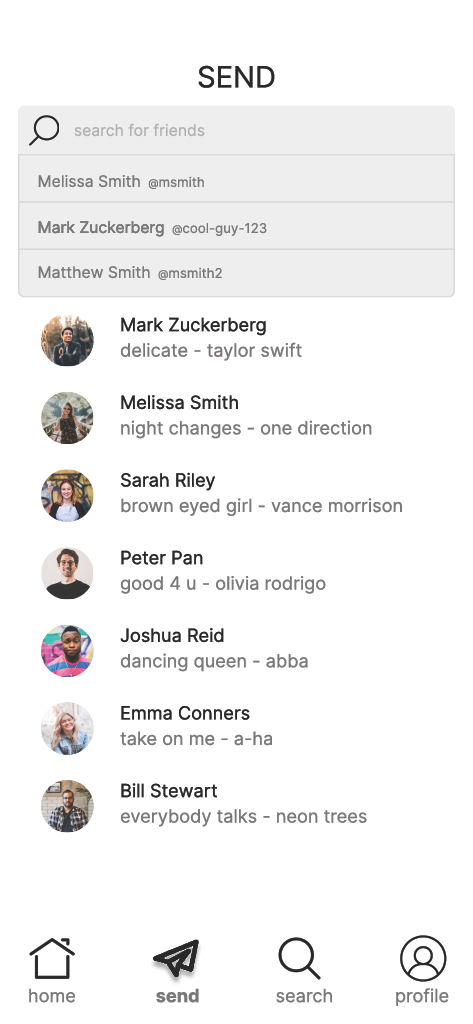 SEND
search for friends
Melissa Smith @msmith
Mark Zuckerberg @cool-guy-123
Matthew Smith @msmith2
Mark Zuckerberg
delicate - taylor swift
Melissa Smith
night changes - one direction
Sarah Riley
brown eyed girl - vance morrison
Peter Pan
good 4 u - olivia rodrigo
Joshua Reid
dancing queen - abba
Emma Conners
take on me - a-ha
Bill Stewart
everybody talks - neon trees
home send search profile